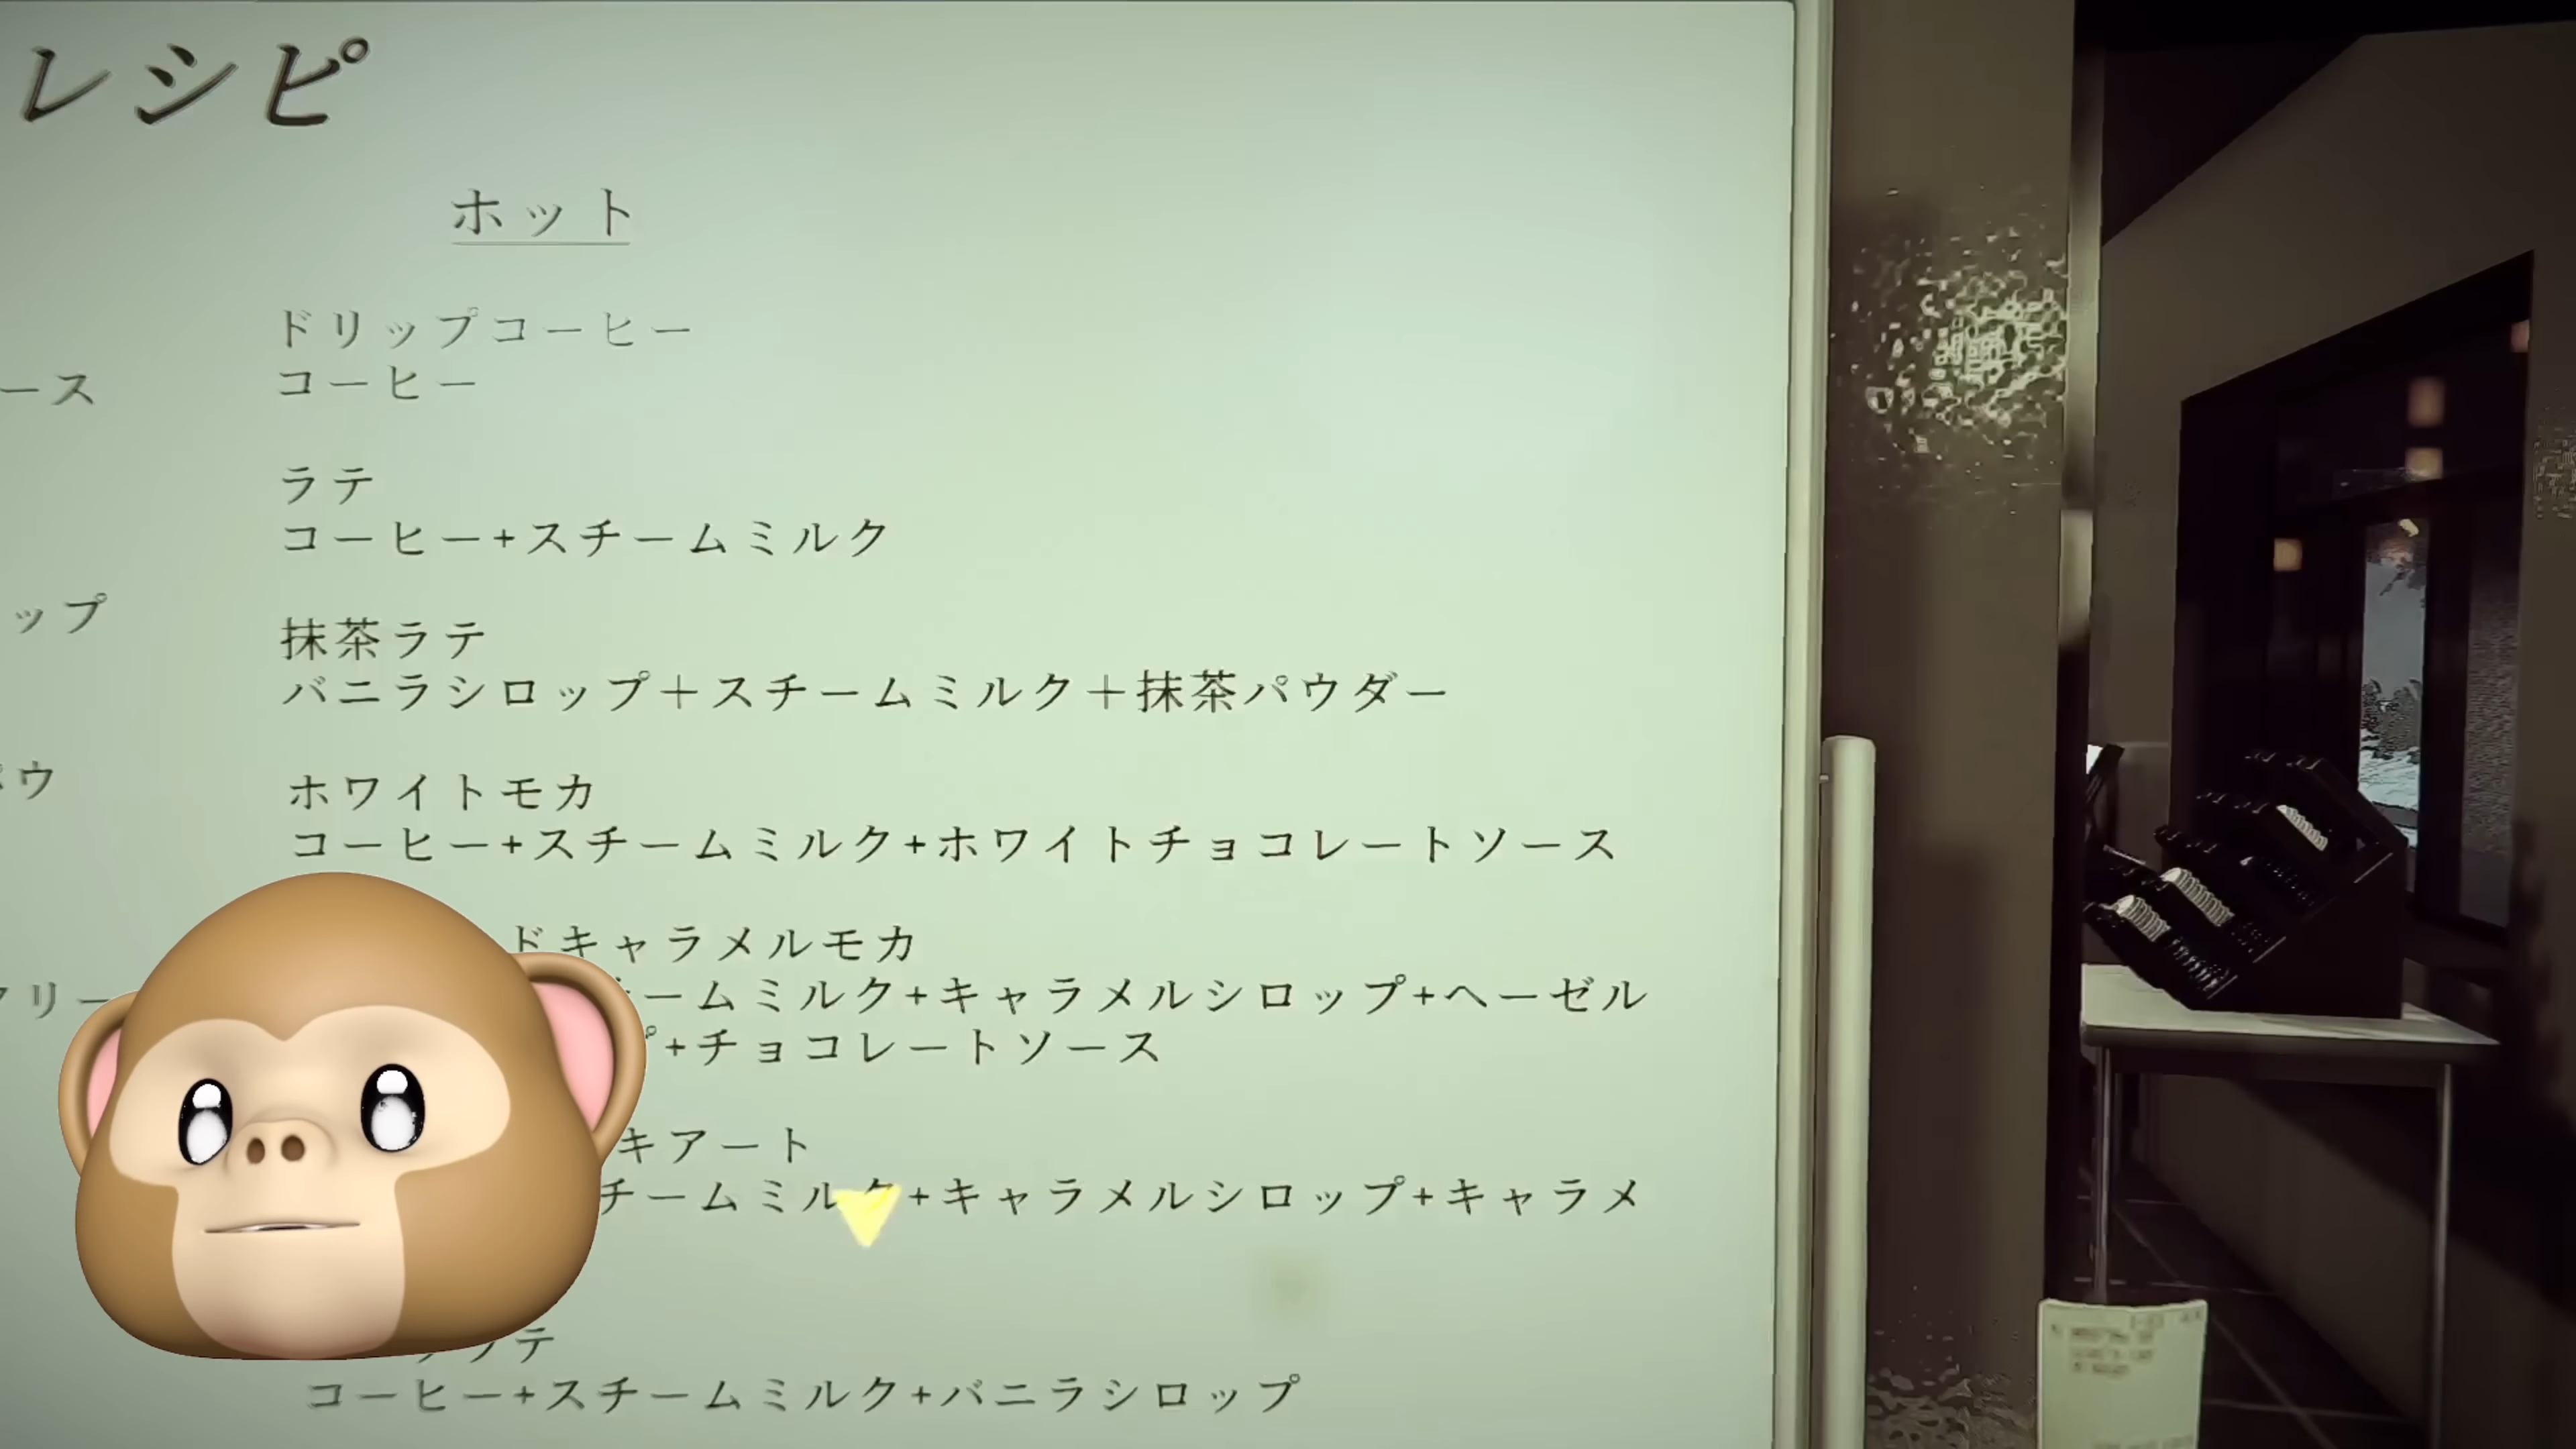 レシピ
ホット
ドリップコーヒー
コーヒー
ース
ラテ
コーヒー+スチームミルク
ップ
抹茶ラテ
バニラシロップ＋スチームミルク＋抹茶パウダー
ウ
ホワイトモカ
コーヒー+スチームミルク+ホワイトチョコレートソース
ドキャラメルモカ
リー
ームミルク+キャラメルシロップ+ヘーゼル
+チョコレートソース
キアート
チームミルク+キャラメルシロップ+キャラメ
ラテ
コーヒー+スチームミルク+バニラシロップ